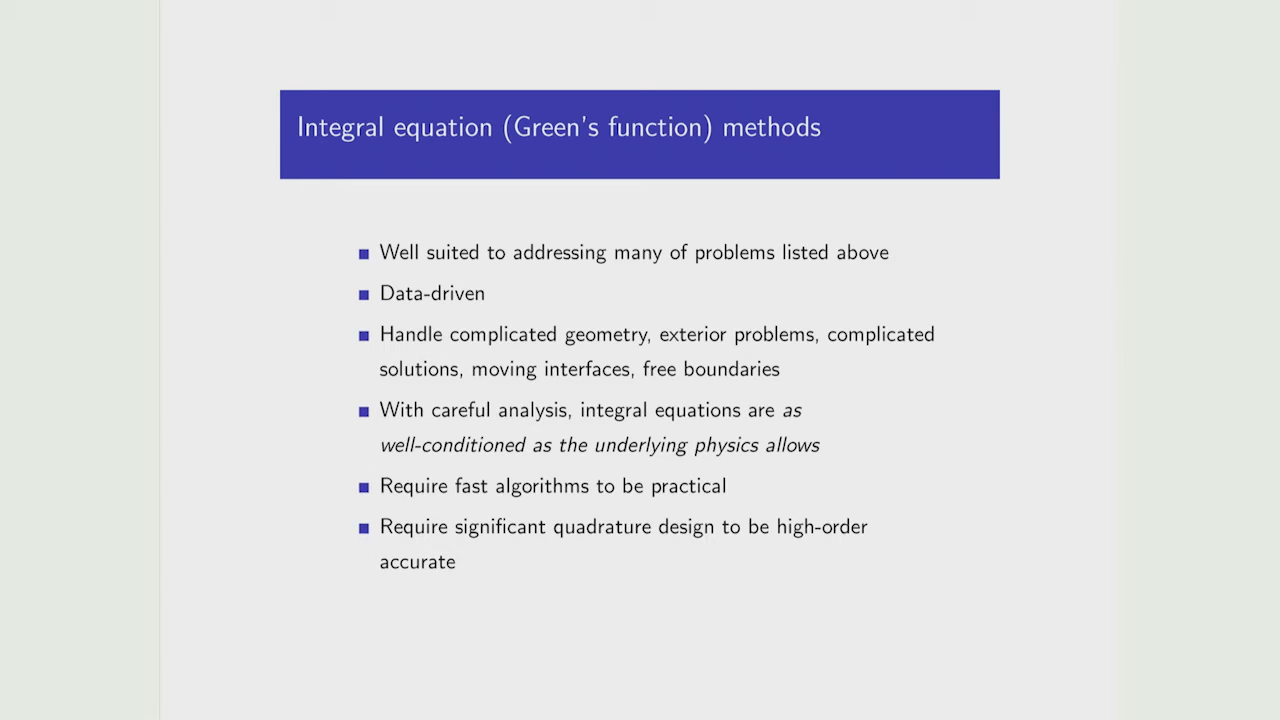 Integral equation (Green's function) methods
Well suited to addressing many of problems listed above
Data-driven
Handle complicated geometry, exterior problems, complicated
solutions, moving interfaces, free boundaries
With careful analysis, integral equations are as
well-conditioned as the underlying physics allows
Require fast algorithms to be practical
Require significant quadrature design to be high-order
accurate